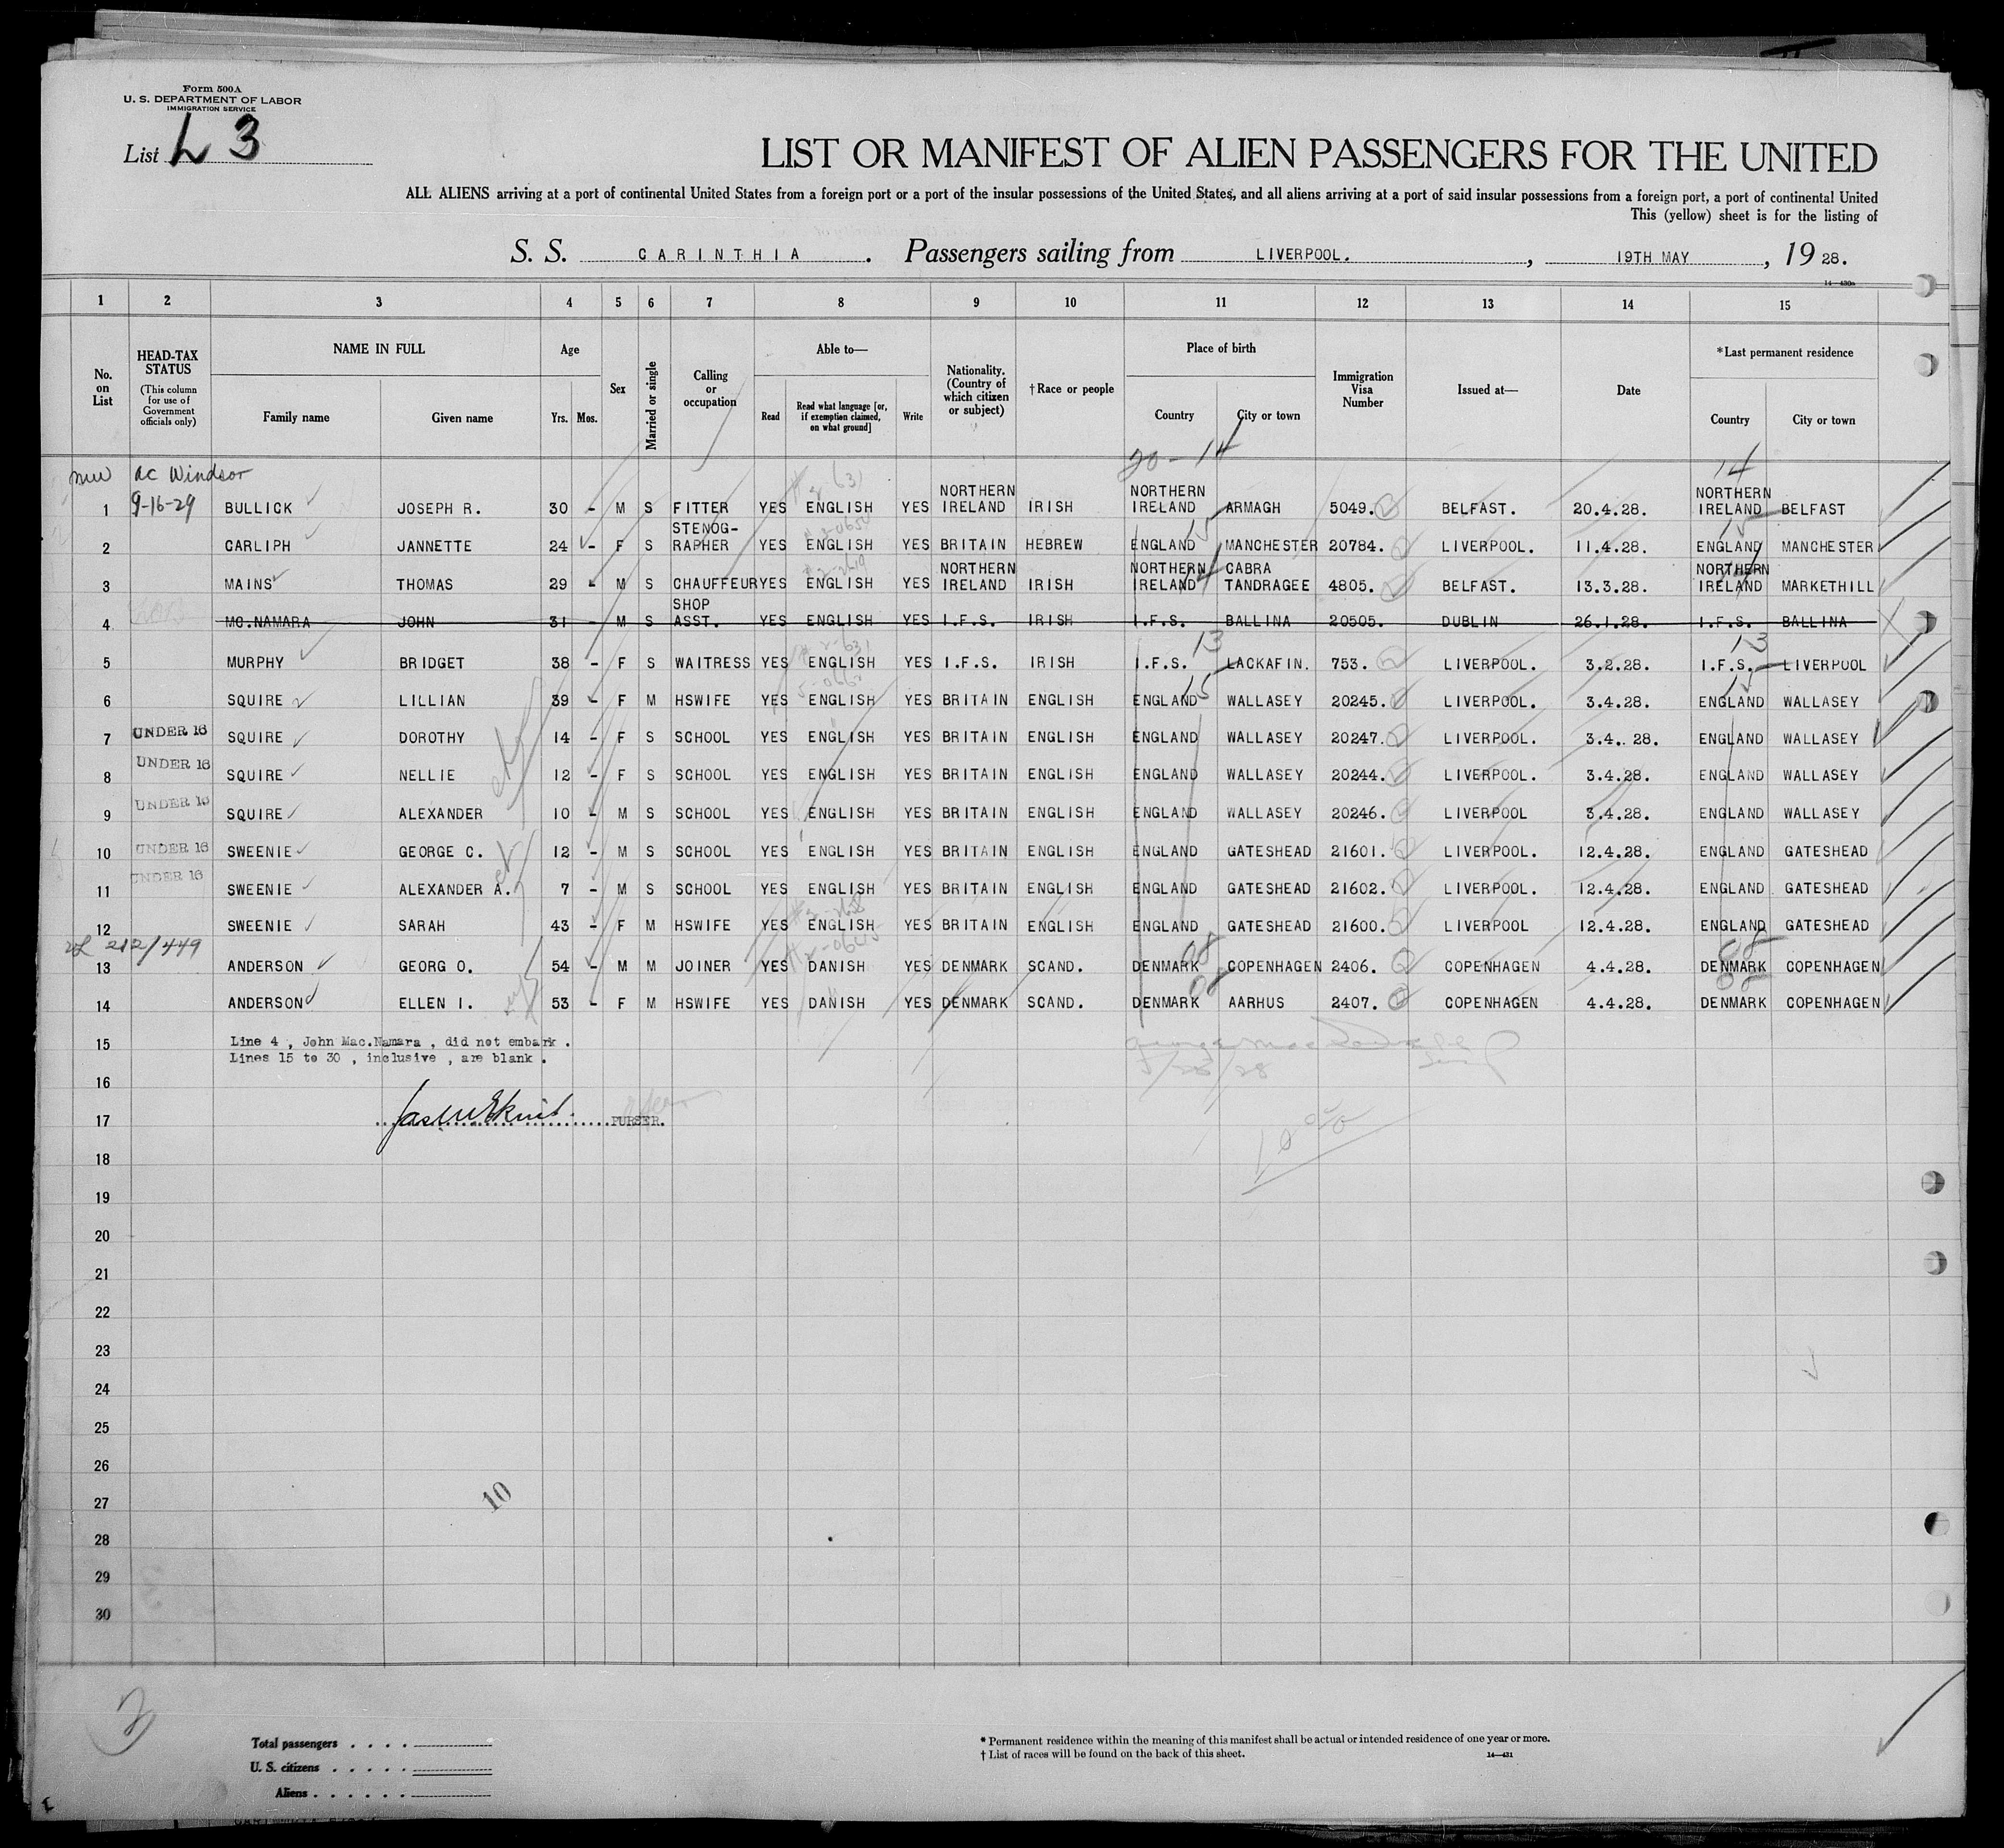 Form 500A
U. S. DEPARTMENT OF LABOR
IMMIGRATION SERVICE
List L 3
LIST OR MANIFEST OF ALIEN PASSENGERS FOR THE UNITED
ALL ALIENS arriving at a port of continental United States from a foreign port or a port of the insular possessions of the United States, and all aliens arriving at a port of said insular possessions from a foreign port, a port of continental United
This (yellow) sheet is for the listing of
S. S. CARINTHIA . Passengers sailing from LIVERPOOL. , 19TH MAY , 19 28.
14—430a
1 2 3 4 5 6 7 8 9 10 11 12 13 14 15
No. on List
HEAD-TAX STATUS (This column for use of Government officials only)
NAME IN FULL
Family name Given name
Age
Yrs. Mos.
Sex
Married or single
Calling or occupation
Able to—
Read Read what language [or, if exemption claimed, on what ground] Write
Nationality. (Country of which citizen or subject)
† Race or people
Place of birth
Country City or town
Immigration Visa Number
Issued at—
Date
*Last permanent residence
Country City or town
20 - 14 14
mw ac Windsor
9-16-29
1 BULLICK JOSEPH R. 30 - M S FITTER YES ENGLISH YES NORTHERN IRELAND IRISH NORTHERN IRELAND ARMAGH 5049. BELFAST. 20.4.28. NORTHERN IRELAND BELFAST
2 CARLIPH JANNETTE 24 - F S STENOG-RAPHER YES ENGLISH YES BRITAIN HEBREW ENGLAND MANCHESTER 20784. LIVERPOOL. 11.4.28. ENGLAND MANCHESTER
3 MAINS THOMAS 29 - M S CHAUFFEUR YES ENGLISH YES NORTHERN IRELAND IRISH NORTHERN IRELAND CABRA TANDRAGEE 4805. BELFAST. 13.3.28. NORTHERN IRELAND MARKETHILL
4 MC.NAMARA JOHN 31 - M S SHOP ASST. YES ENGLISH YES I.F.S. IRISH I.F.S. BALLINA 20505. DUBLIN 26.1.28. I.F.S. BALLINA
5 MURPHY BRIDGET 38 - F S WAITRESS YES ENGLISH YES I.F.S. IRISH I.F.S. LACKAFIN. 753. LIVERPOOL. 3.2.28. I.F.S. LIVERPOOL
6 SQUIRE LILLIAN 39 - F M HSWIFE YES ENGLISH YES BRITAIN ENGLISH ENGLAND WALLASEY 20245. LIVERPOOL. 3.4.28. ENGLAND WALLASEY
7 UNDER 16 SQUIRE DOROTHY 14 - F S SCHOOL YES ENGLISH YES BRITAIN ENGLISH ENGLAND WALLASEY 20247. LIVERPOOL. 3.4. 28. ENGLAND WALLASEY
8 UNDER 16 SQUIRE NELLIE 12 - F S SCHOOL YES ENGLISH YES BRITAIN ENGLISH ENGLAND WALLASEY 20244. LIVERPOOL. 3.4.28. ENGLAND WALLASEY
9 UNDER 16 SQUIRE ALEXANDER 10 - M S SCHOOL YES ENGLISH YES BRITAIN ENGLISH ENGLAND WALLASEY 20246. LIVERPOOL 3.4.28. ENGLAND WALLASEY
10 UNDER 16 SWEENIE GEORGE C. 12 - M S SCHOOL YES ENGLISH YES BRITAIN ENGLISH ENGLAND GATESHEAD 21601. LIVERPOOL. 12.4.28. ENGLAND GATESHEAD
11 UNDER 16 SWEENIE ALEXANDER A. 7 - M S SCHOOL YES ENGLISH YES BRITAIN ENGLISH ENGLAND GATESHEAD 21602. LIVERPOOL. 12.4.28. ENGLAND GATESHEAD
12 SWEENIE SARAH 43 - F M HSWIFE YES ENGLISH YES BRITAIN ENGLISH ENGLAND GATESHEAD 21600. LIVERPOOL 12.4.28. ENGLAND GATESHEAD
212/449
13 ANDERSON GEORG O. 54 - M M JOINER YES DANISH YES DENMARK SCAND. DENMARK COPENHAGEN 2406. COPENHAGEN 4.4.28. DENMARK COPENHAGEN
14 ANDERSON ELLEN I. 53 - F M HSWIFE YES DANISH YES DENMARK SCAND. DENMARK AARHUS 2407. COPENHAGEN 4.4.28. DENMARK COPENHAGEN
15 Line 4 , John Mac.Namara , did not embark .
Lines 15 to 30 , inclusive , are blank .
5/28/28
16
17 PURSER.
18
19
20
21
22
23
24
25
26
27
10
28
29
30
2
Total passengers . . . .
U. S. citizens . . . . .
Aliens . . . . . .
* Permanent residence within the meaning of this manifest shall be actual or intended residence of one year or more.
† List of races will be found on the back of this sheet.
14—431